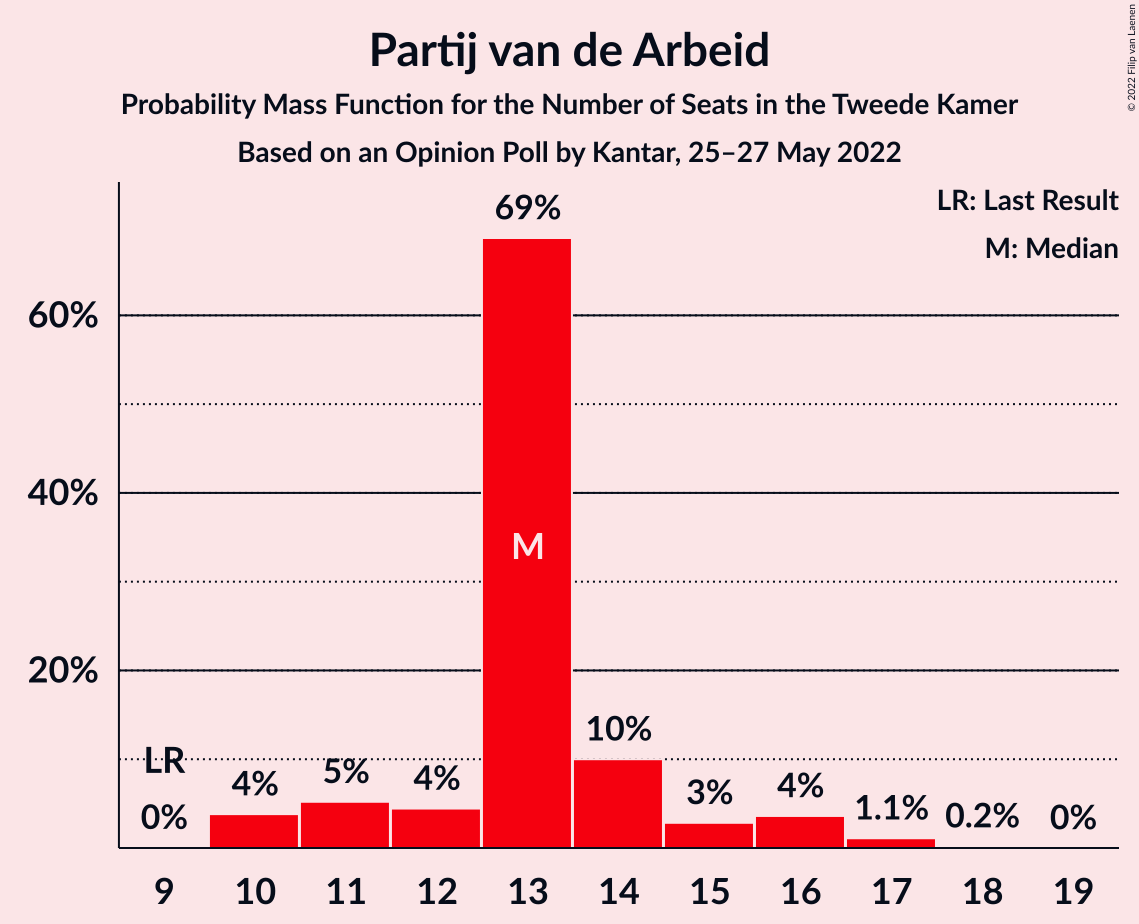 Partij van de Arbeid
Probability Mass Function for the Number of Seats in the Tweede Kamer
Based on an Opinion Poll by Kantar, 25–27 May 2022
© 2022 Filip van Laenen
LR: Last Result
M: Median
69%
60%
40%
M
20%
10%
LR
0%
4%
5%
4%
3%
4%
1.1%
0.2%
0%
9 10 11 12 13 14 15 16 17 18 19